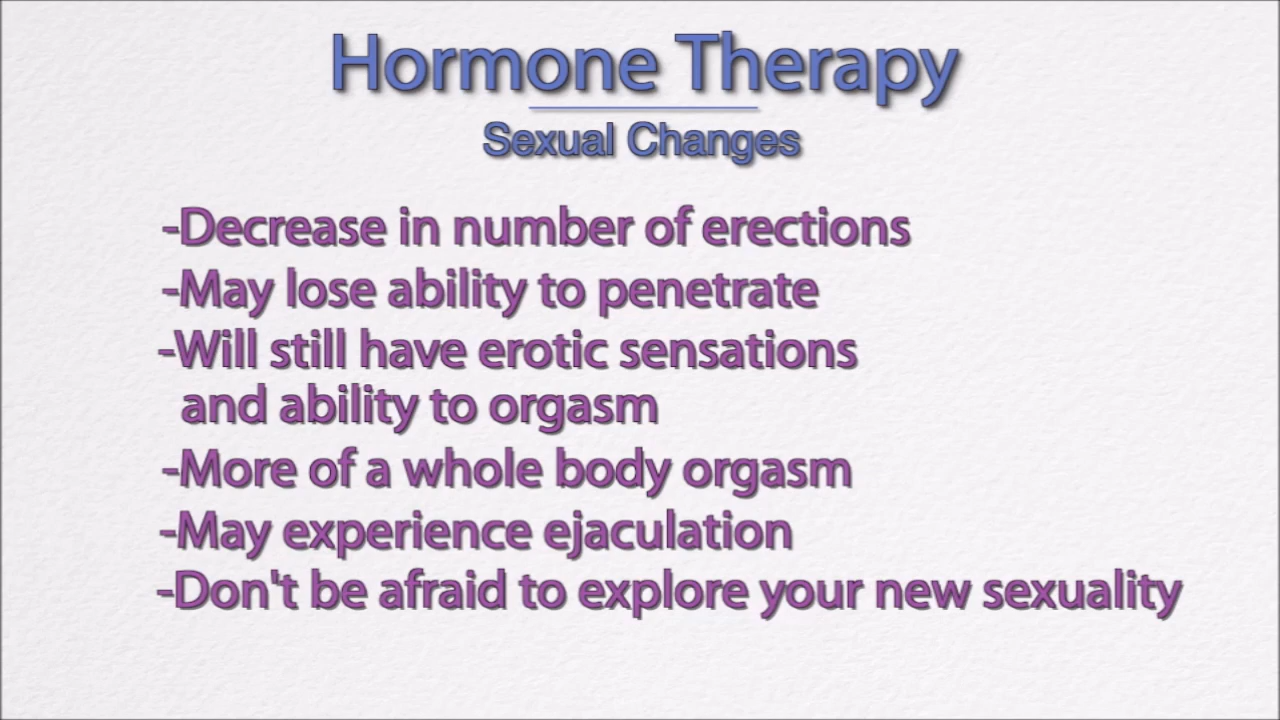 Hormone Therapy
Sexual Changes
-Decrease in number of erections
-May lose ability to penetrate
-Will still have erotic sensations
and ability to orgasm
-More of a whole body orgasm
-May experience ejaculation
-Don't be afraid to explore your new sexuality